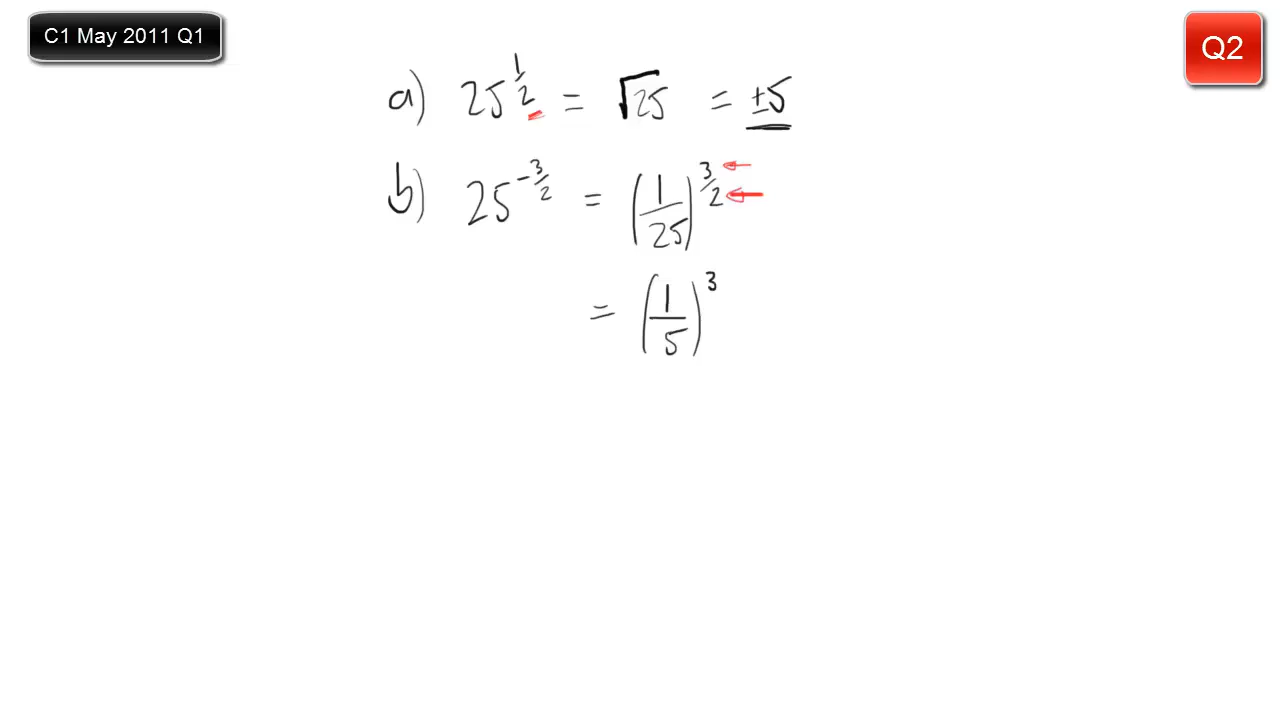 C1 May 2011 Q1
Q2
a) 25^{1/2} = √25 = ±5
b) 25^{-3/2} = (1/25)^{3/2}
= (1/5)^3